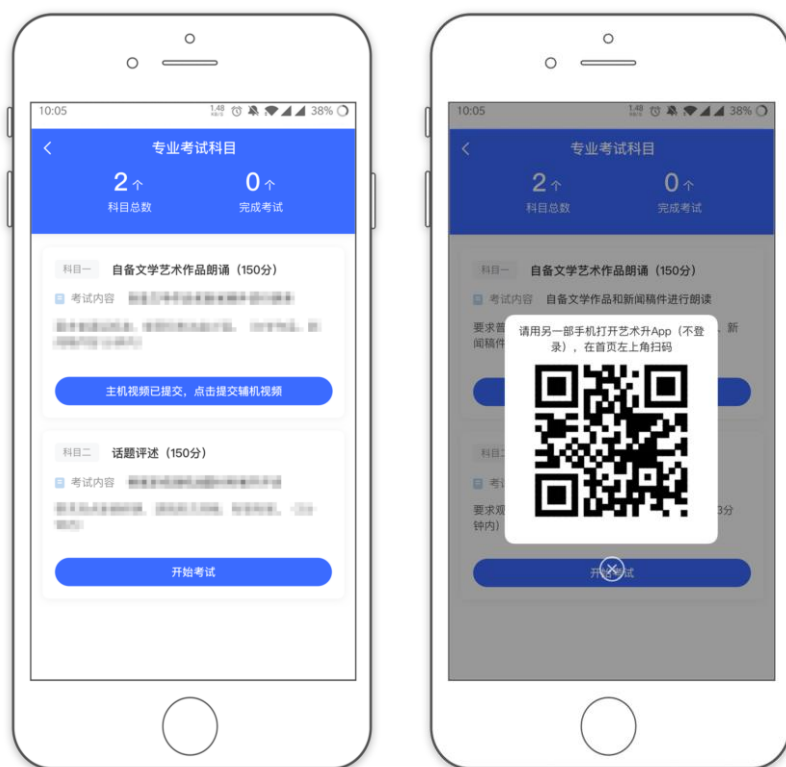 10:05
1.48
KB/S
38%
专业考试科目
2个
0个
科目总数
完成考试
科目一
自备文学艺术作品朗诵（150分）
考试内容
主机视频已提交，点击提交辅机视频
科目二
话题评述（150分）
考试内容
开始考试
10:05
1.48
KB/S
38%
专业考试科目
2个
0个
科目总数
完成考试
科目一
自备文学艺术作品朗诵（150分）
考试内容 自备文学作品和新闻稿件进行朗读
要求普
、新
闻稿件
请用另一部手机打开艺术升App（不登
录），在首页左上角扫码
科目
考试
要求观
3分
钟内）
开始考试